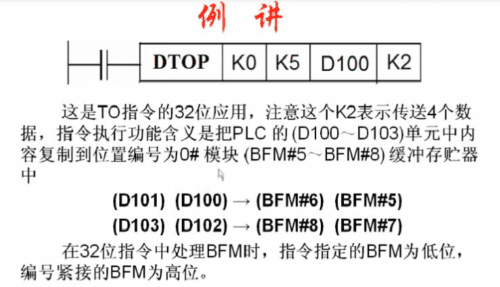 例 讲
DTOP K0 K5 D100 K2
这是TO指令的32位应用，注意这个K2表示传送4个数
据，指令执行功能含义是把PLC 的 (D100～D103)单元中内
容复制到位置编号为0# 模块 (BFM#5～BFM#8) 缓冲存贮器
中
(D101) (D100) → (BFM#6) (BFM#5)
(D103) (D102) → (BFM#8) (BFM#7)
在32位指令中处理BFM时，指令指定的BFM为低位，
编号紧接的BFM为高位。